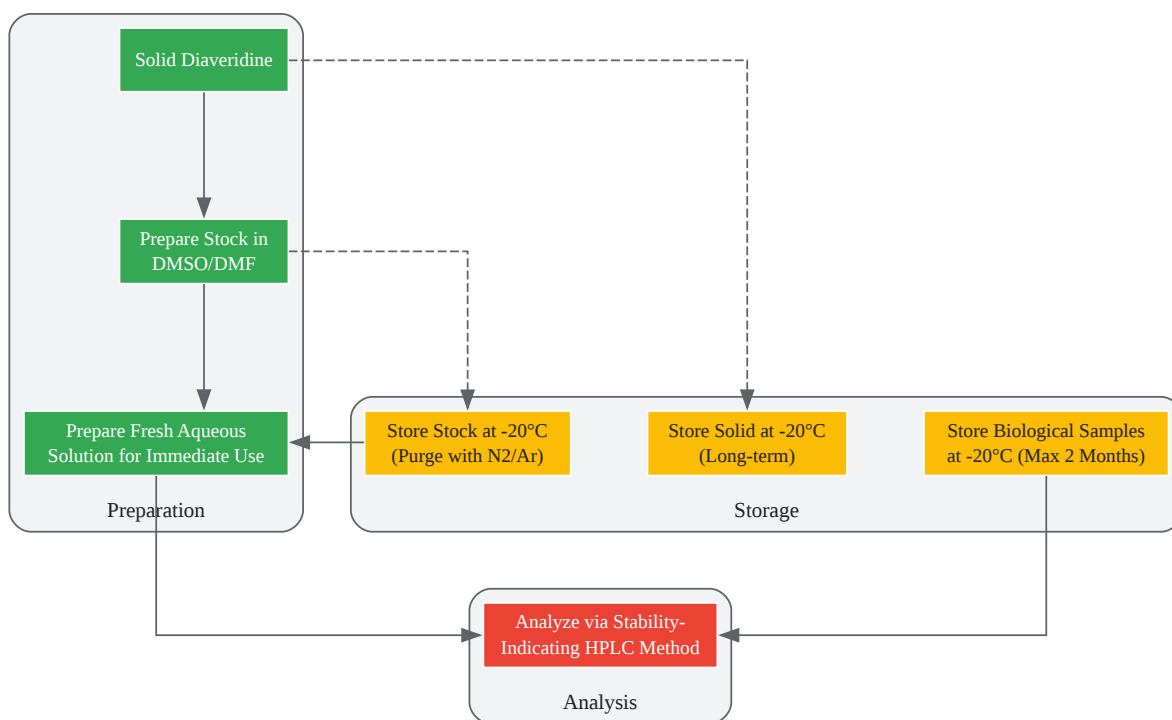 Solid Diaveridine
Prepare Stock in
DMSO/DMF
Prepare Fresh Aqueous
Solution for Immediate Use
Preparation
Store Stock at -20°C
(Purge with N2/Ar)
Store Solid at -20°C
(Long-term)
Store Biological Samples
at -20°C (Max 2 Months)
Storage
Analyze via Stability-
Indicating HPLC Method
Analysis